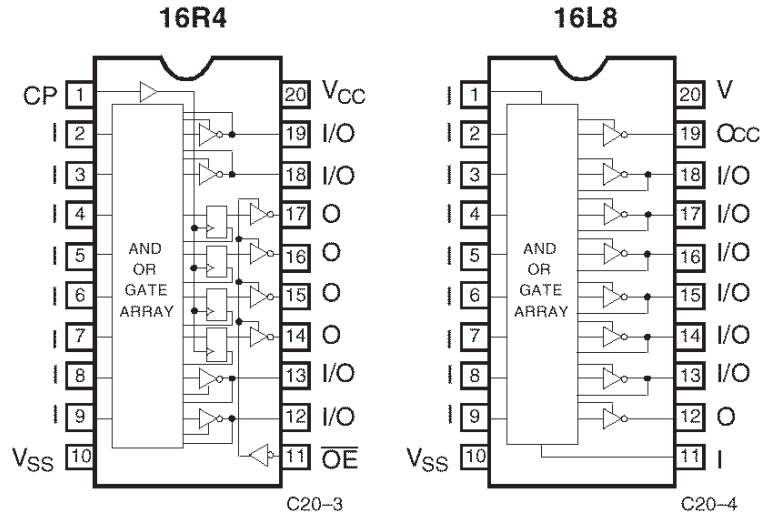 16R4
CP 1 20 VCC
I 2 19 I/O
I 3 18 I/O
I 4 17 O
I 5 16 O
I 6 15 O
I 7 14 O
I 8 13 I/O
I 9 12 I/O
VSS 10 11 OE
AND
OR
GATE
ARRAY
C20-3
16L8
I 1 20 V
I 2 19 OCC
I 3 18 I/O
I 4 17 I/O
I 5 16 I/O
I 6 15 I/O
I 7 14 I/O
I 8 13 I/O
I 9 12 O
VSS 10 11 I
AND
OR
GATE
ARRAY
C20-4